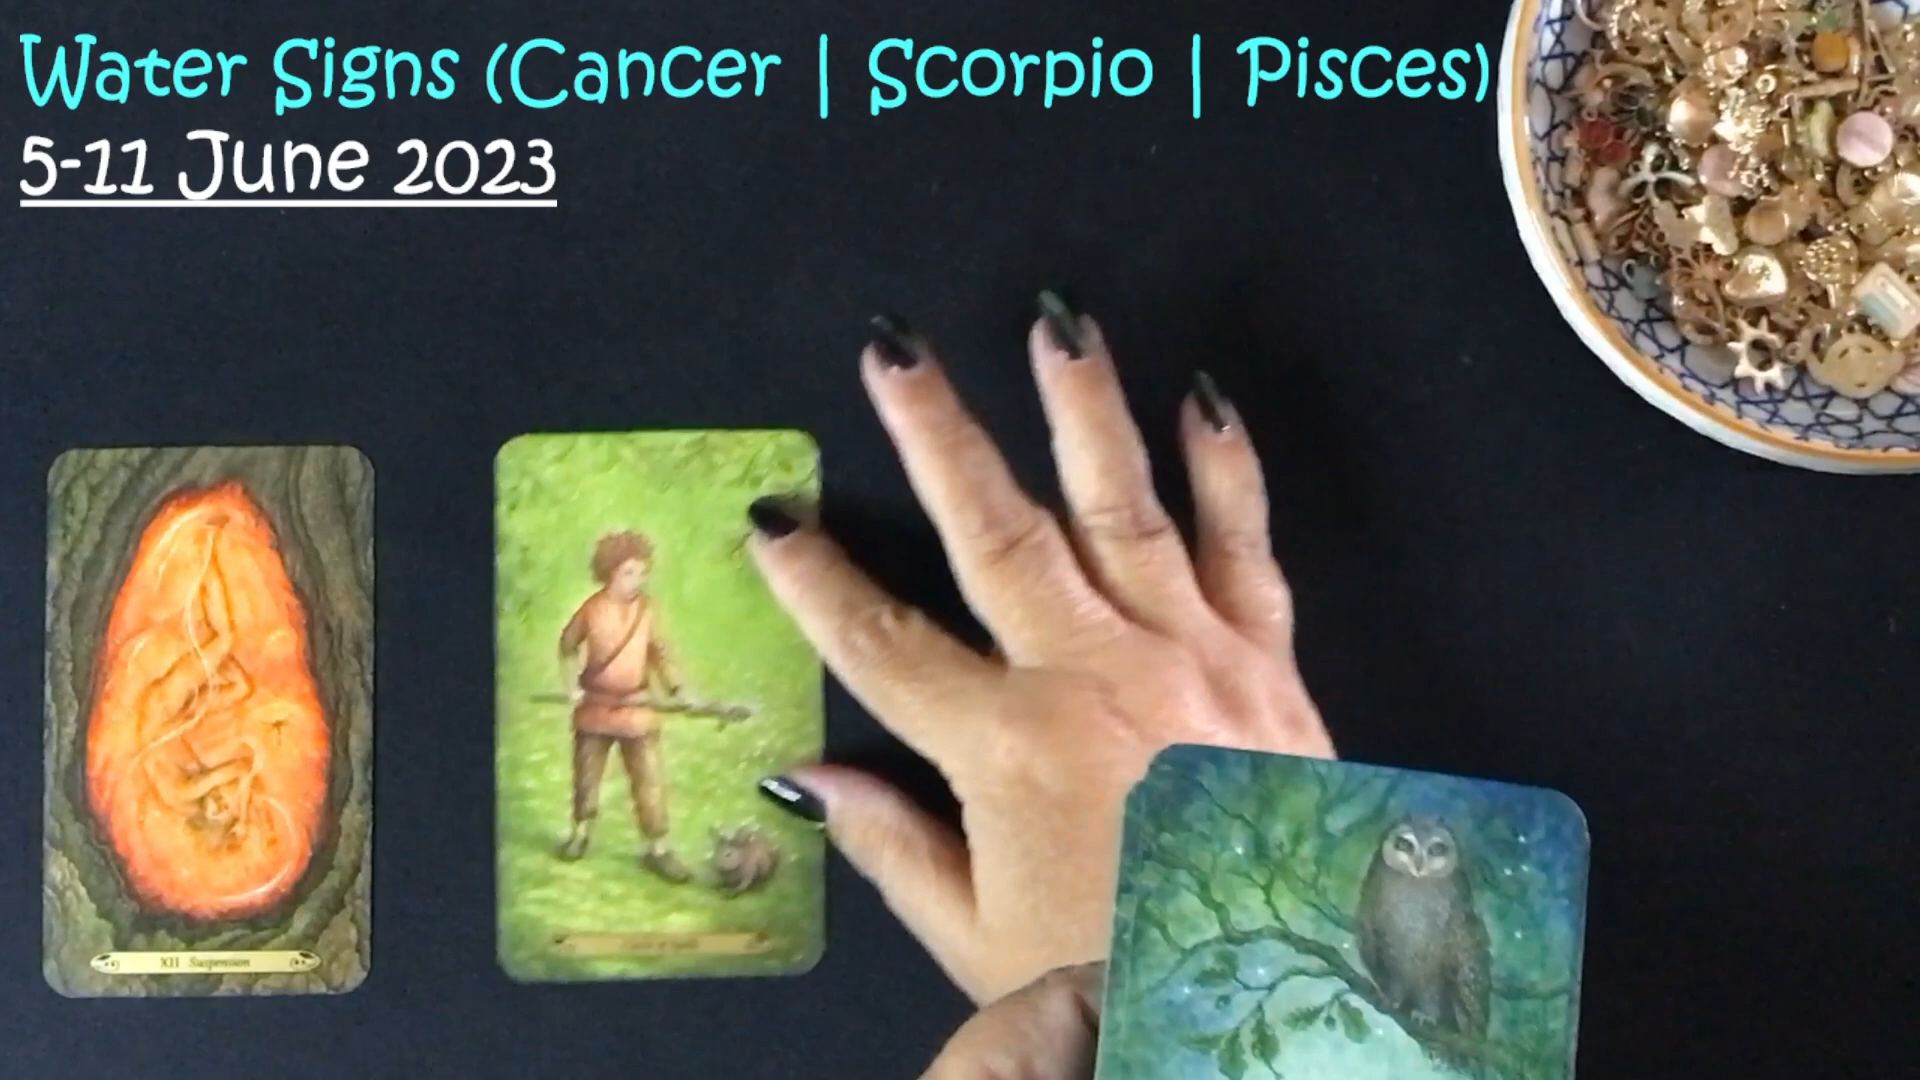 Water Signs (Cancer | Scorpio | Pisces)
5-11 June 2023
XII Suspension